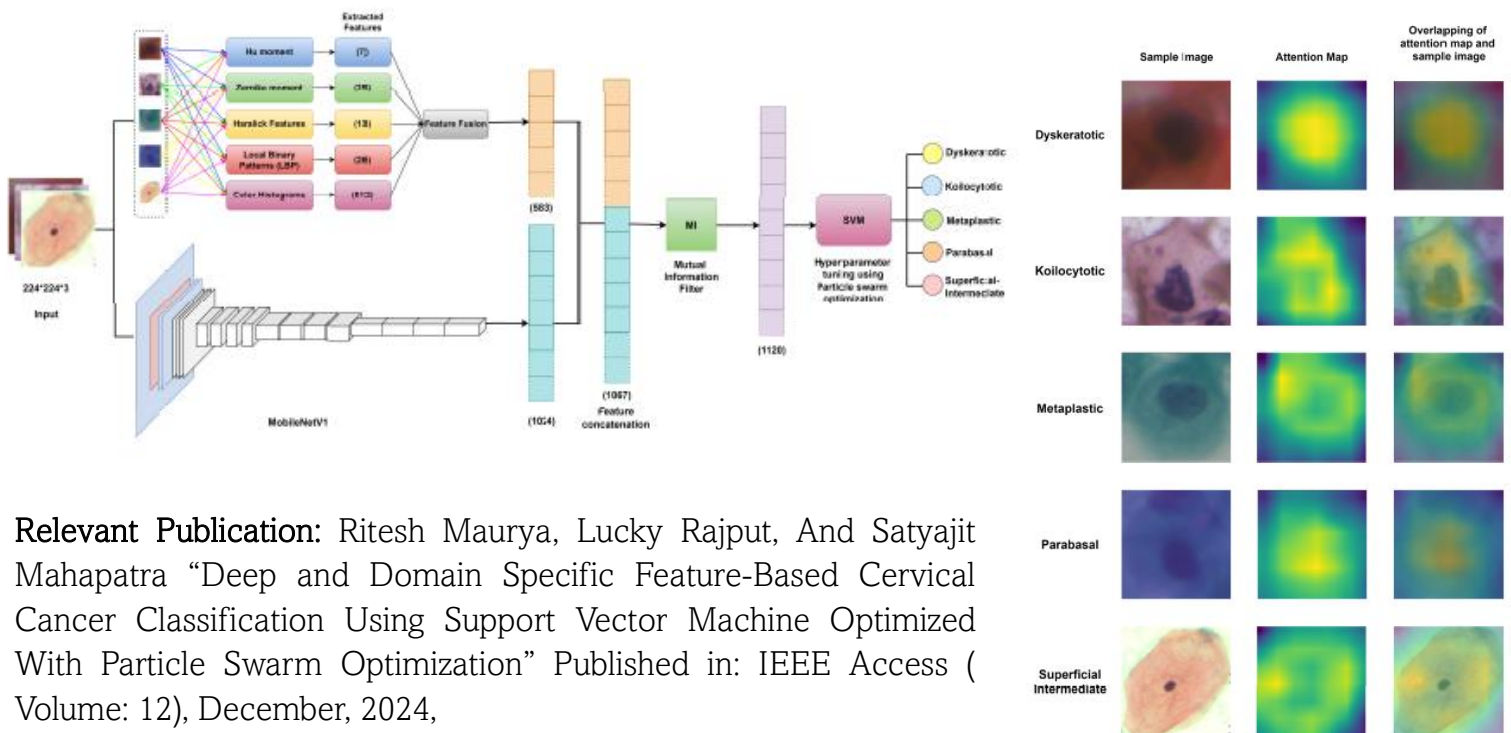 Extracted
Features
Hu moment
(7)
Zernike moment
Haralick Features
(13)
Local Binary
Patterns (LBP)
(26)
Color Histograms
(512)
Feature Fusion
224*224*3
Input
MobileNetV1
(583)
(1024)
(1067)
Feature
concatenation
MI
Mutual
Information
Filter
(1120)
SVM
Hyperparameter
tuning using
Particle swarm
optimization
Dyskeratotic
Koilocytotic
Metaplastic
Parabasal
Superficial-
Intermediate
Sample Image
Attention Map
Overlapping of
attention map and
sample image
Dyskeratotic
Koilocytotic
Metaplastic
Parabasal
Superficial
Intermediate
Relevant Publication: Ritesh Maurya, Lucky Rajput, And Satyajit
Mahapatra “Deep and Domain Specific Feature-Based Cervical
Cancer Classification Using Support Vector Machine Optimized
With Particle Swarm Optimization” Published in: IEEE Access (
Volume: 12), December, 2024,